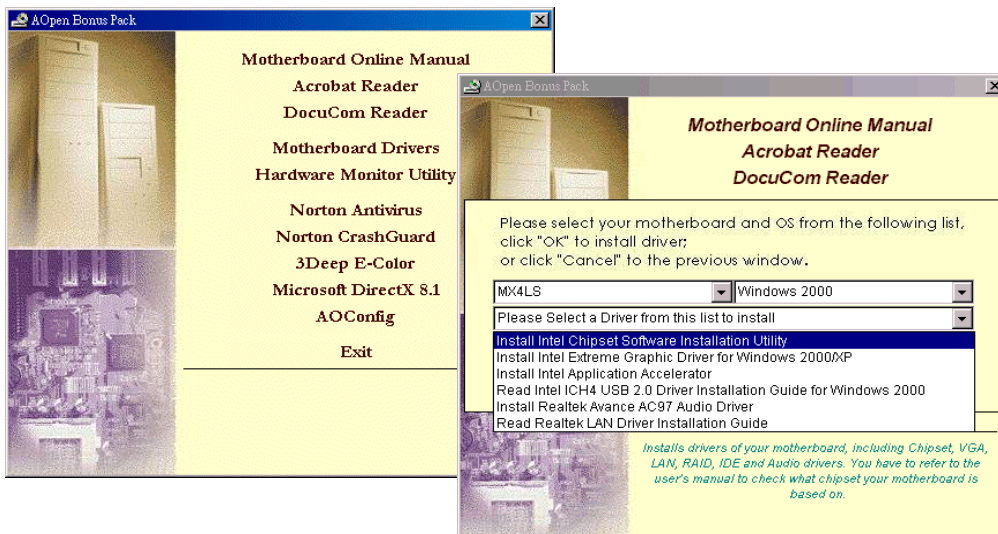 AOpen Bonus Pack
Motherboard Online Manual
Acrobat Reader
DocuCom Reader
Motherboard Drivers
Hardware Monitor Utility
Norton Antivirus
Norton CrashGuard
3Deep E-Color
Microsoft DirectX 8.1
AOConfig
Exit
AOpen Bonus Pack
Motherboard Online Manual
Acrobat Reader
DocuCom Reader
Please select your motherboard and OS from the following list,
click "OK" to install driver;
or click "Cancel" to the previous window.
MX4LS Windows 2000
Please Select a Driver from this list to install
Install Intel Chipset Software Installation Utility
Install Intel Extreme Graphic Driver for Windows 2000/XP
Install Intel Application Accelerator
Read Intel ICH4 USB 2.0 Driver Installation Guide for Windows 2000
Install Realtek Avance AC97 Audio Driver
Read Realtek LAN Driver Installation Guide
Installs drivers of your motherboard, including Chipset, VGA,
LAN, RAID, IDE and Audio drivers. You have to refer to the
user's manual to check what chipset your motherboard is
based on.